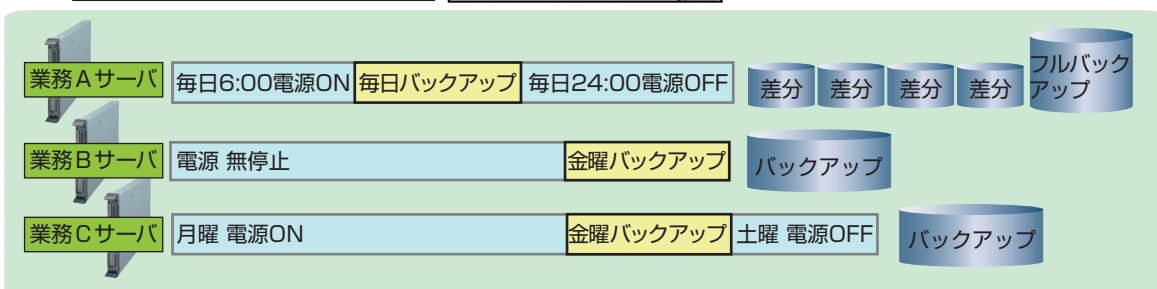 業務Aサーバ
毎日6:00電源ON
毎日バックアップ
毎日24:00電源OFF
差分
差分
差分
差分
フルバック
アップ
業務Bサーバ
電源 無停止
金曜バックアップ
バックアップ
業務Cサーバ
月曜 電源ON
金曜バックアップ
土曜 電源OFF
バックアップ